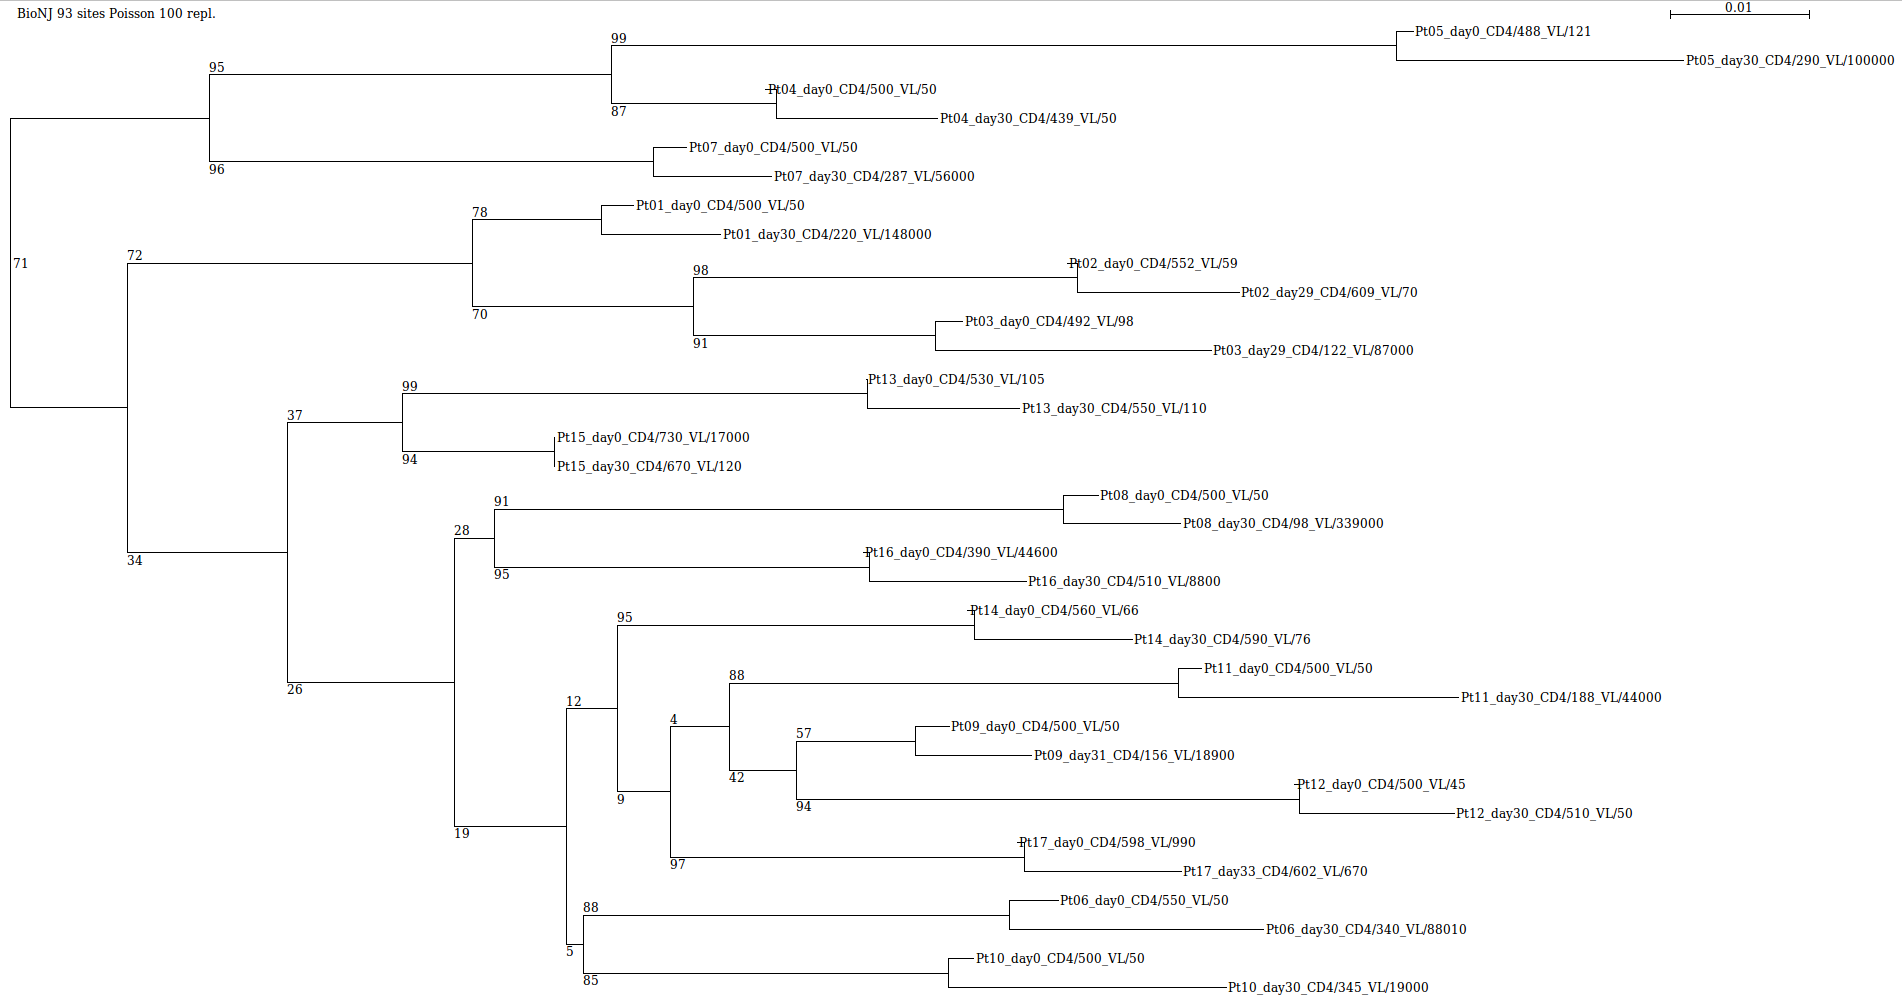 BioNJ 93 sites Poisson 100 repl.
0.01
99
Pt05_day0_CD4/488_VL/121
Pt05_day30_CD4/290_VL/100000
95
Pt04_day0_CD4/500_VL/50
87
Pt04_day30_CD4/439_VL/50
Pt07_day0_CD4/500_VL/50
96
Pt07_day30_CD4/287_VL/56000
78
Pt01_day0_CD4/500_VL/50
Pt01_day30_CD4/220_VL/148000
72
71
98
Pt02_day0_CD4/552_VL/59
Pt02_day29_CD4/609_VL/70
70
Pt03_day0_CD4/492_VL/98
91
Pt03_day29_CD4/122_VL/87000
99
Pt13_day0_CD4/530_VL/105
Pt13_day30_CD4/550_VL/110
37
Pt15_day0_CD4/730_VL/17000
94
Pt15_day30_CD4/670_VL/120
91
Pt08_day0_CD4/500_VL/50
28
Pt08_day30_CD4/98_VL/339000
34
Pt16_day0_CD4/390_VL/44600
95
Pt16_day30_CD4/510_VL/8800
95
Pt14_day0_CD4/560_VL/66
Pt14_day30_CD4/590_VL/76
88
Pt11_day0_CD4/500_VL/50
26
Pt11_day30_CD4/188_VL/44000
12
4
57
Pt09_day0_CD4/500_VL/50
Pt09_day31_CD4/156_VL/18900
42
Pt12_day0_CD4/500_VL/45
9
94
Pt12_day30_CD4/510_VL/50
19
Pt17_day0_CD4/598_VL/990
97
Pt17_day33_CD4/602_VL/670
88
Pt06_day0_CD4/550_VL/50
Pt06_day30_CD4/340_VL/88010
5
Pt10_day0_CD4/500_VL/50
85
Pt10_day30_CD4/345_VL/19000